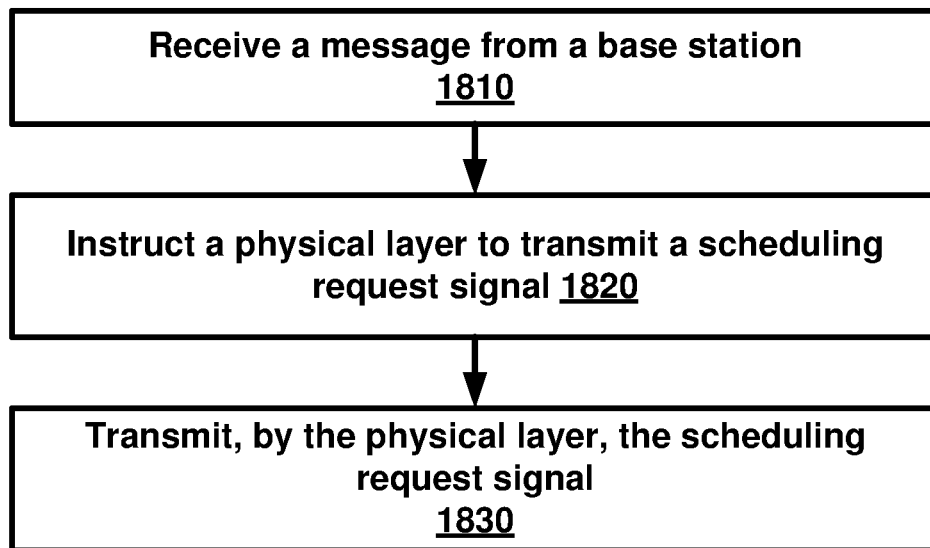 Receive a message from a base station
1810
Instruct a physical layer to transmit a scheduling
request signal 1820
Transmit, by the physical layer, the scheduling
request signal
1830